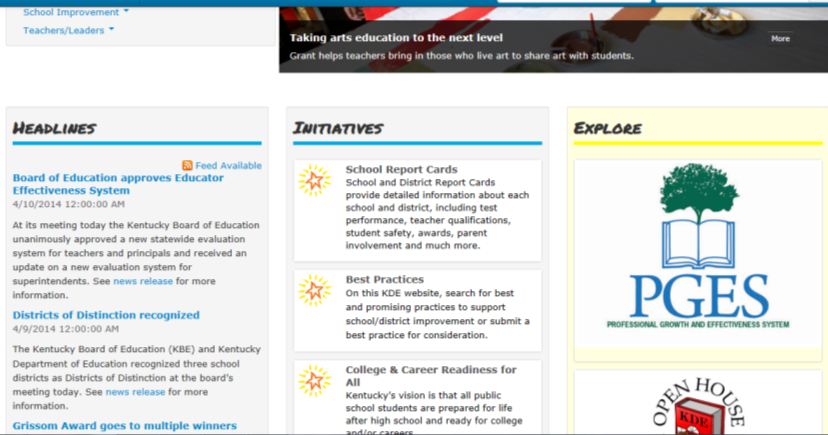 School Improvement
Teachers/Leaders
Taking arts education to the next level
More
Grant helps teachers bring in those who live art to share art with students.
HEADLINES
Feed Available
Board of Education approves Educator
Effectiveness System
4/10/2014 12:00:00 AM
At its meeting today the Kentucky Board of Education
unanimously approved a new statewide evaluation
system for teachers and principals and received an
update on a new evaluation system for
superintendents. See news release for more
information.
Districts of Distinction recognized
4/9/2014 12:00:00 AM
The Kentucky Board of Education (KBE) and Kentucky
Department of Education recognized three school
districts as Districts of Distinction at the board's
meeting today. See news release for more
information.
Grissom Award goes to multiple winners
INITIATIVES
School Report Cards
School and District Report Cards
provide detailed information about each
school and district, including test
performance, teacher qualifications,
student safety, awards, parent
involvement and much more.
Best Practices
On this KDE website, search for best
and promising practices to support
school/district improvement or submit a
best practice for consideration.
College & Career Readiness for
All
Kentucky's vision is that all public
school students are prepared for life
after high school and ready for college
and/or careers
EXPLORE
PGES
PROFESSIONAL GROWTH AND EFFECTIVENESS SYSTEM
OPEN HOUSE
KDE